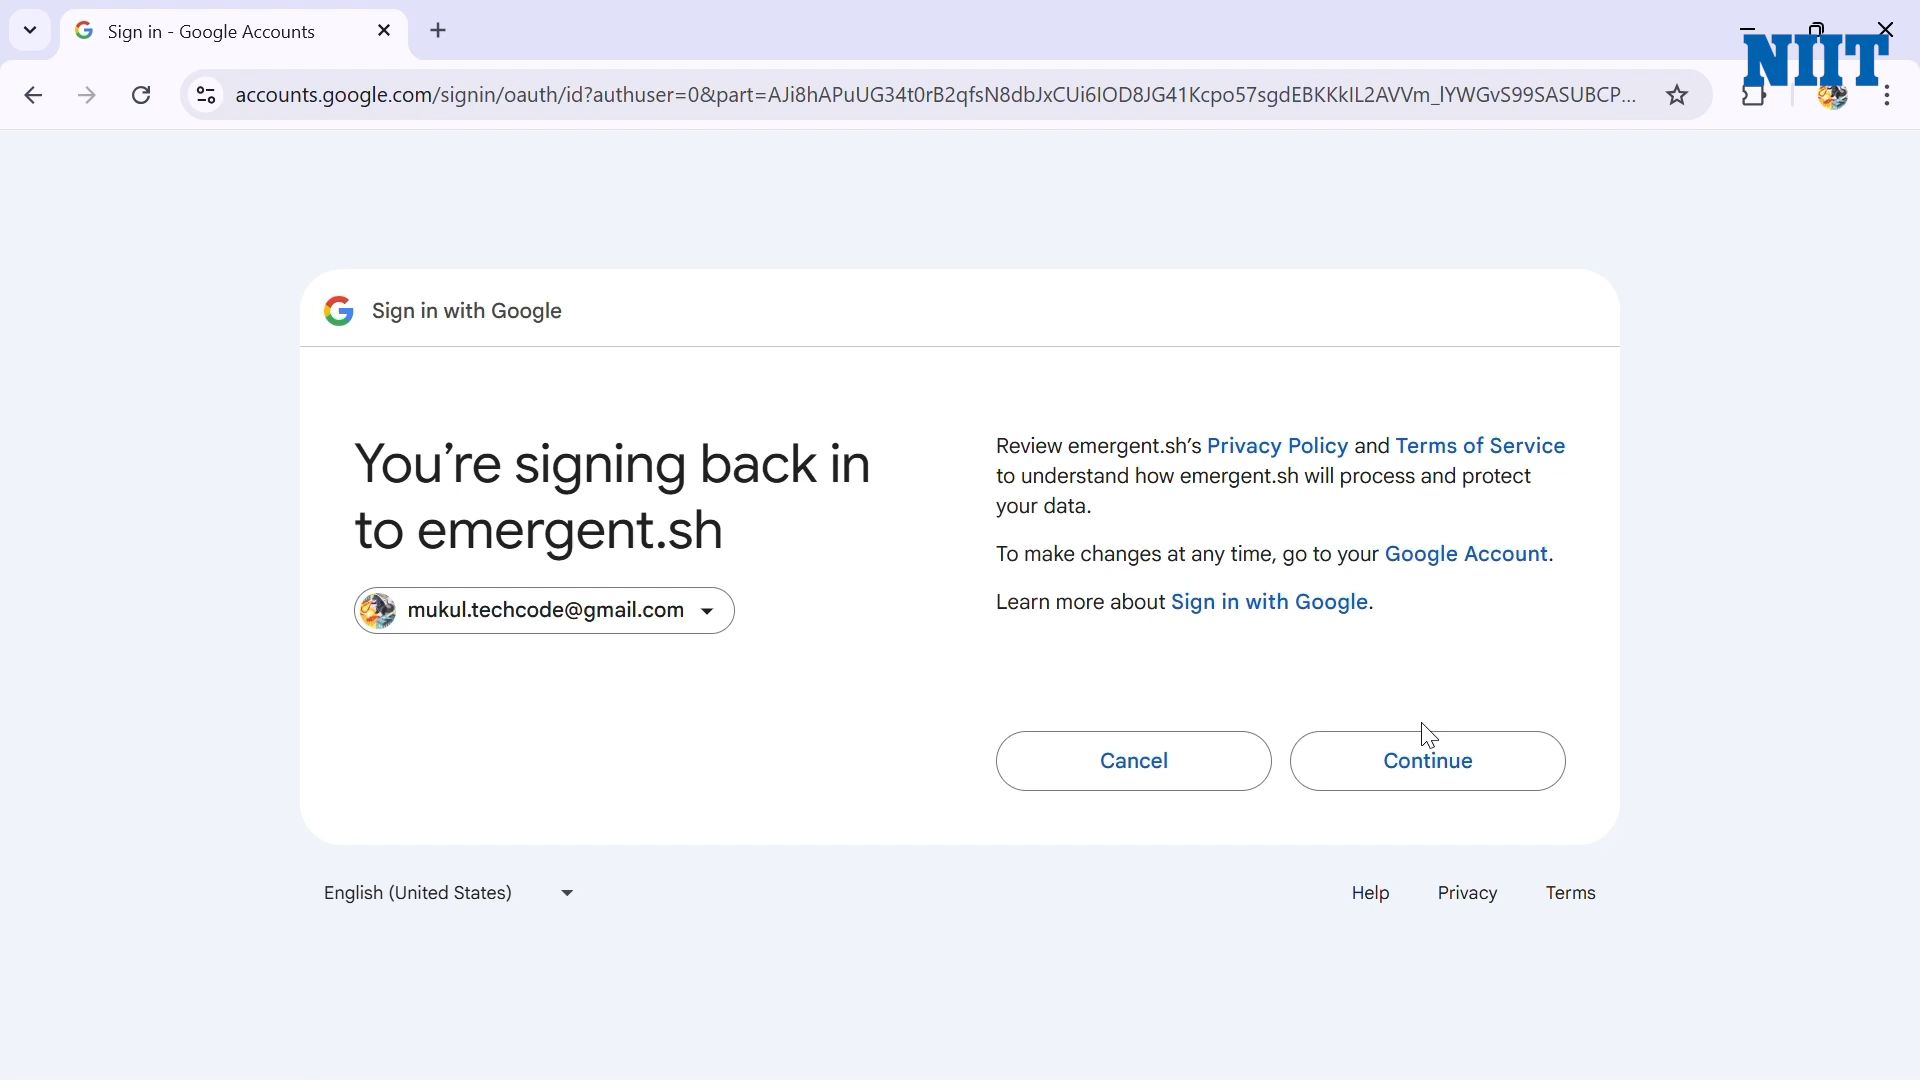 Sign in - Google Accounts
NIIT
accounts.google.com/signin/oauth/id?authuser=0&part=AJi8hAPuUG34t0rB2qfsN8dbJxCUi6IOD8JG41Kcpo57sgdEBKKkIL2AVVm_lYWGvS99SASUBCP...
Sign in with Google
You're signing back in
to emergent.sh
mukul.techcode@gmail.com
Review emergent.sh's Privacy Policy and Terms of Service
to understand how emergent.sh will process and protect
your data.
To make changes at any time, go to your Google Account.
Learn more about Sign in with Google.
Cancel
Continue
English (United States)
Help
Privacy
Terms